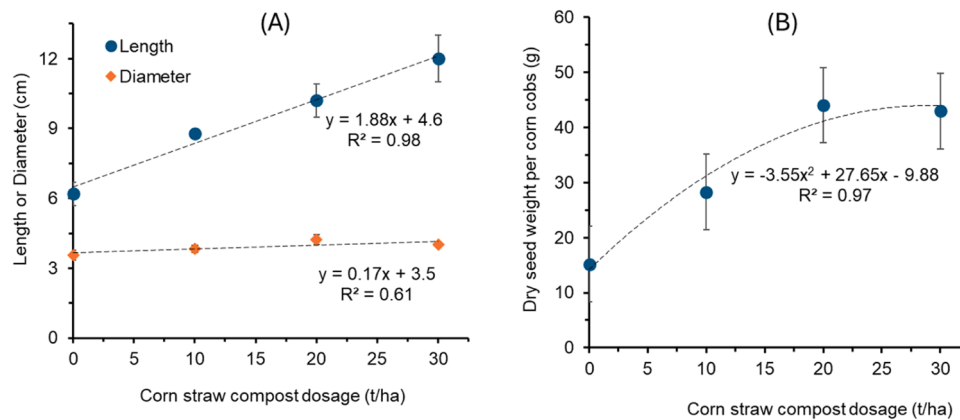 (A)
Length
Diameter
Length or Diameter (cm)
12
9
6
3
0
y = 1.88x + 4.6
R² = 0.98
y = 0.17x + 3.5
R² = 0.61
0 5 10 15 20 25 30
Corn straw compost dosage (t/ha)
(B)
Dry seed weight per corn cobs (g)
60
50
40
30
20
10
0
y = -3.55x² + 27.65x - 9.88
R² = 0.97
0 5 10 15 20 25 30
Corn straw compost dosage (t/ha)